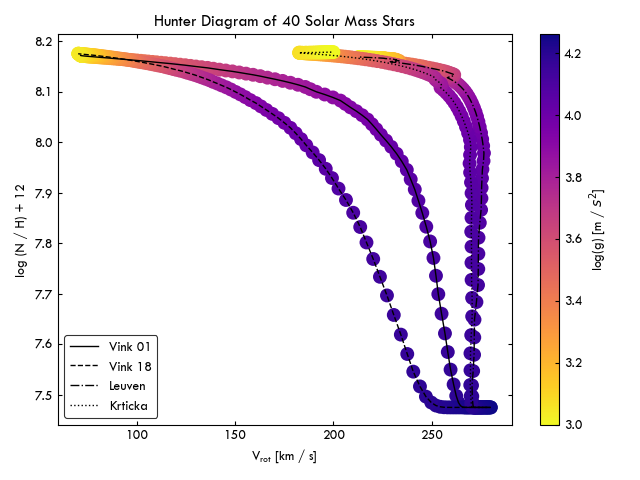 Hunter Diagram of 40 Solar Mass Stars
log (N / H) + 12
8.2
8.1
8.0
7.9
7.8
7.7
7.6
7.5
Vink 01
Vink 18
Leuven
Krticka
100
150
200
250
V_rot [km / s]
4.2
4.0
3.8
3.6
3.4
3.2
3.0
log(g) [m / s²]